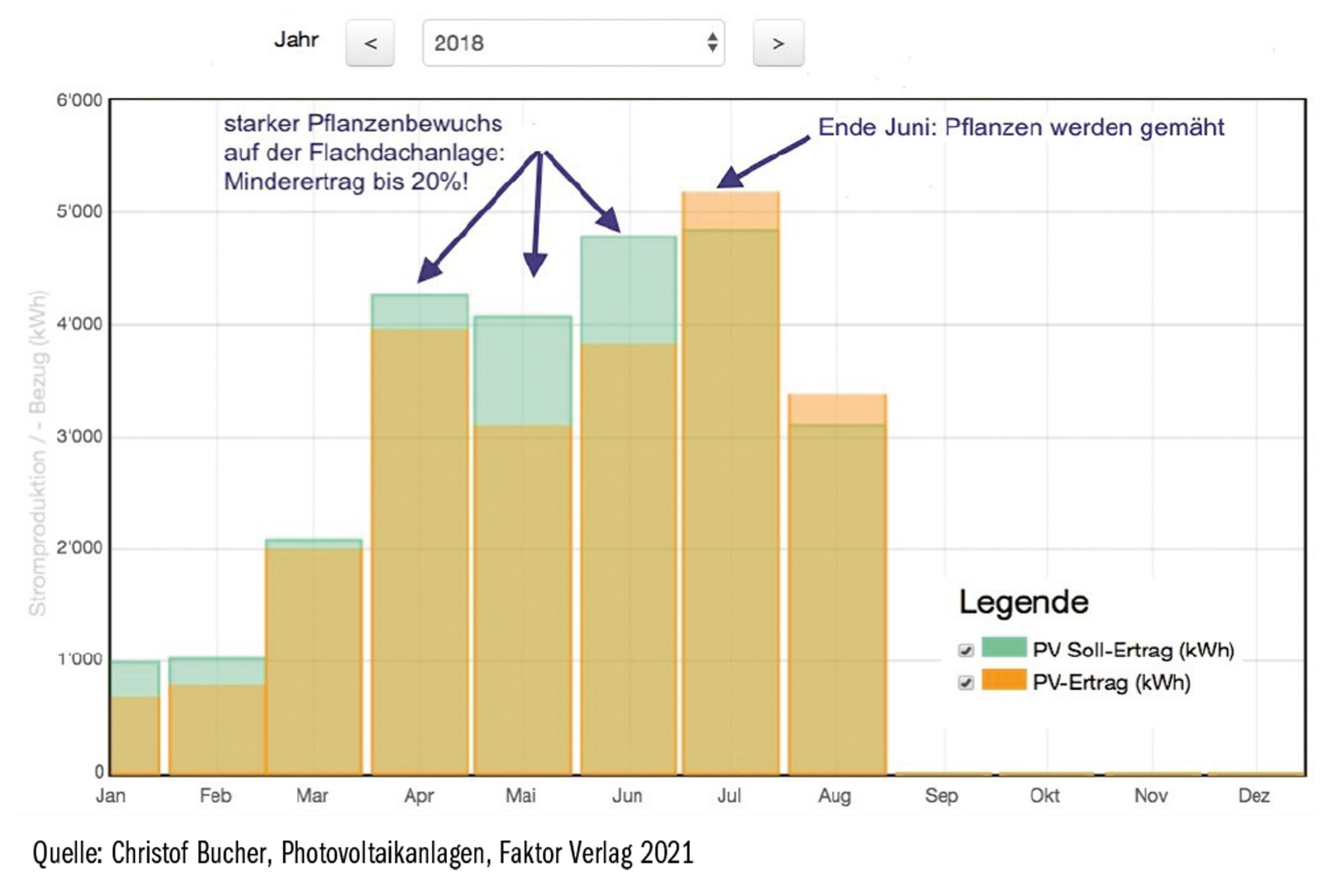 Jahr < 2018 >
6'000
starker Pflanzenbewuchs
auf der Flachdachanlage:
Minderertrag bis 20%!
Ende Juni: Pflanzen werden gemäht
5'000
4'000
3'000
2'000
1'000
0
Stromproduktion / - Bezug (kWh)
Legende
PV Soll-Ertrag (kWh)
PV-Ertrag (kWh)
Jan Feb Mar Apr Mai Jun Jul Aug Sep Okt Nov Dez
Quelle: Christof Bucher, Photovoltaikanlagen, Faktor Verlag 2021